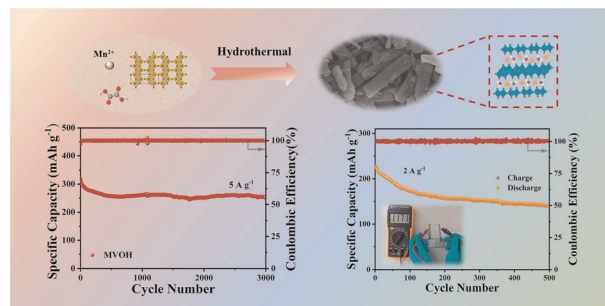 Mn2+
Hydrothermal
Specific Capacity (mAh g-1)
500
400
300
200
100
0
5 A g-1
MVOH
0
1000
2000
3000
Cycle Number
100
75
50
25
0
Coulombic Efficiency(%)
Specific Capacity (mAh g-1)
300
250
200
150
100
50
0
2 A g-1
Charge
Discharge
0
100
200
300
400
500
Cycle Number
100
75
50
25
0
Coulombic Efficiency (%)